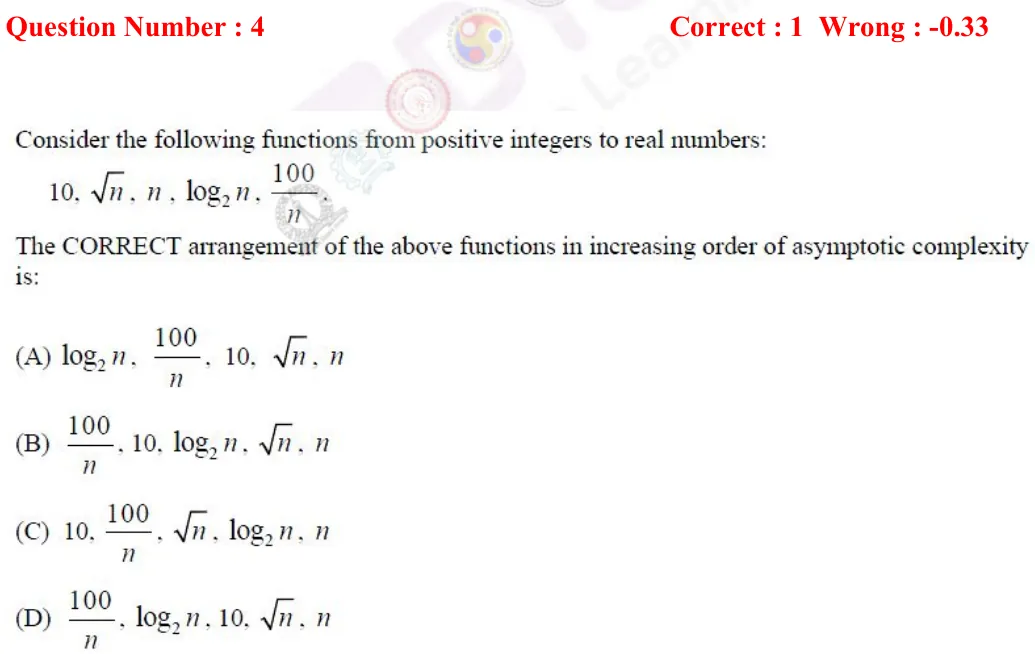 Question Number : 4 Correct : 1 Wrong : -0.33
Consider the following functions from positive integers to real numbers:
10, √n, n, log₂ n, 100/n.
The CORRECT arrangement of the above functions in increasing order of asymptotic complexity
is:
(A) log₂ n, 100/n, 10, √n, n
(B) 100/n, 10, log₂ n, √n, n
(C) 10, 100/n, √n, log₂ n, n
(D) 100/n, log₂ n, 10, √n, n